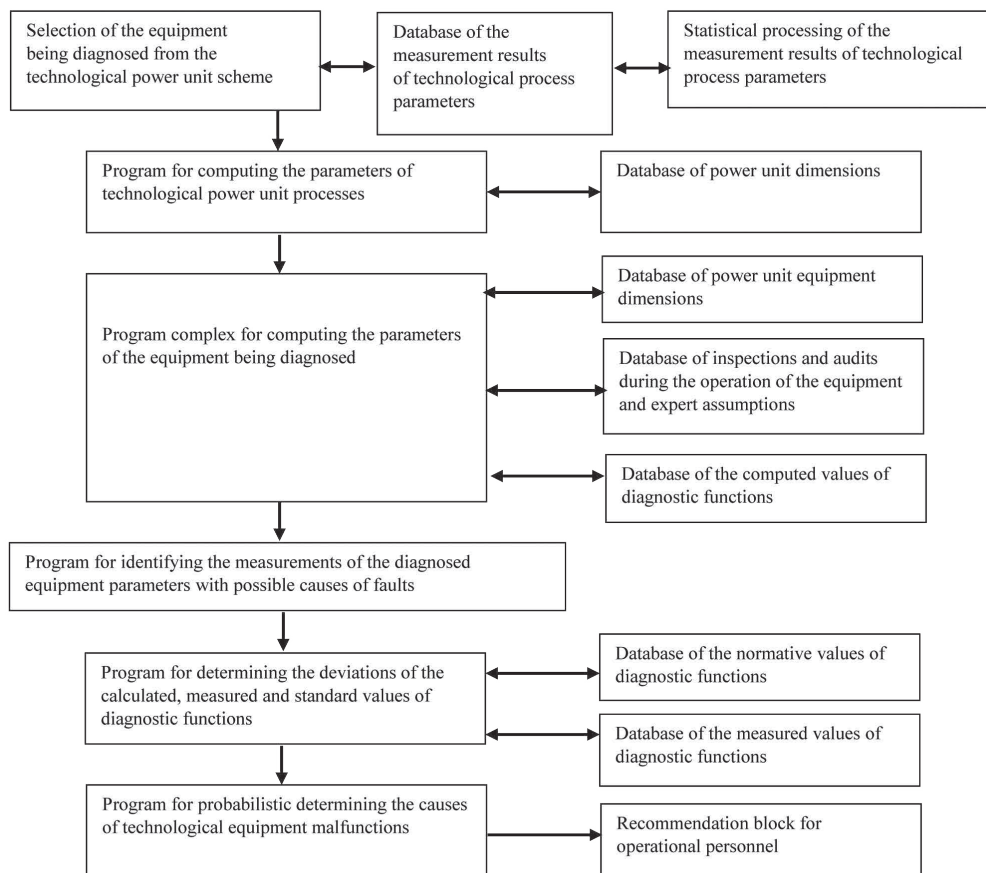 Selection of the equipment
being diagnosed from the
technological power unit scheme
Database of the
measurement results
of technological process
parameters
Statistical processing of the
measurement results of technological
process parameters
Program for computing the parameters of
technological power unit processes
Database of power unit dimensions
Program complex for computing the parameters
of the equipment being diagnosed
Database of power unit equipment
dimensions
Database of inspections and audits
during the operation of the equipment
and expert assumptions
Database of the computed values of
diagnostic functions
Program for identifying the measurements of the diagnosed
equipment parameters with possible causes of faults
Program for determining the deviations of the
calculated, measured and standard values of
diagnostic functions
Database of the normative values of
diagnostic functions
Database of the measured values of
diagnostic functions
Program for probabilistic determining the causes
of technological equipment malfunctions
Recommendation block for
operational personnel